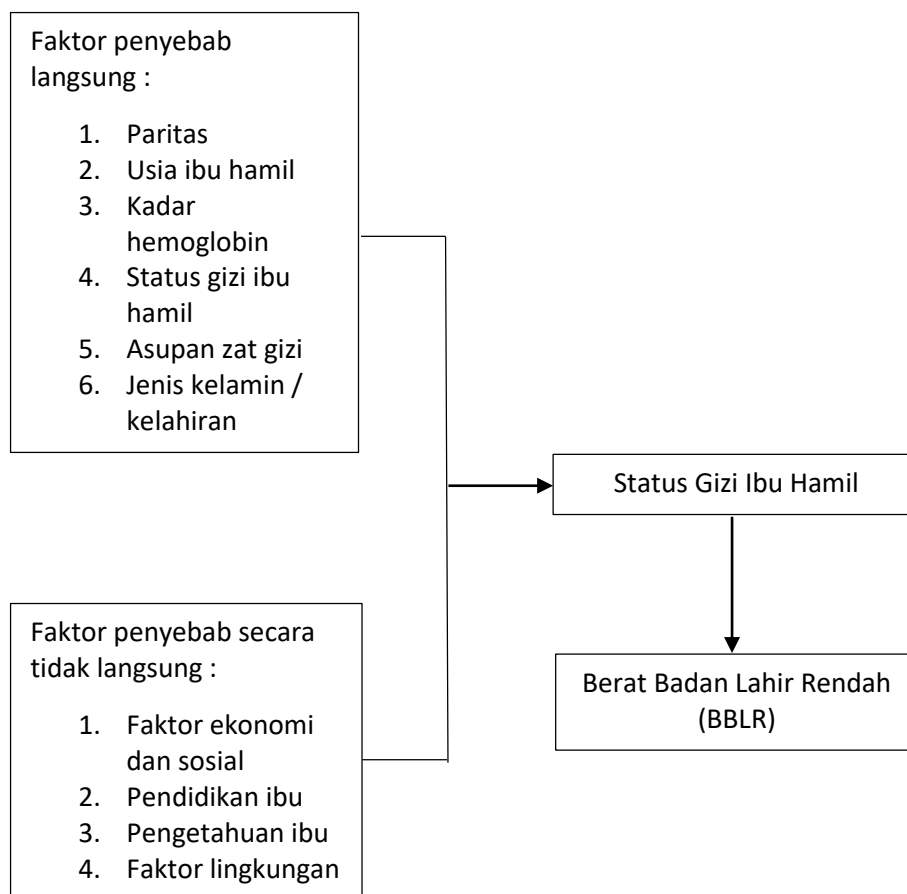 Faktor penyebab
langsung :
1. Paritas
2. Usia ibu hamil
3. Kadar
hemoglobin
4. Status gizi ibu
hamil
5. Asupan zat gizi
6. Jenis kelamin /
kelahiran
Status Gizi Ibu Hamil
Faktor penyebab secara
tidak langsung :
1. Faktor ekonomi
dan sosial
2. Pendidikan ibu
3. Pengetahuan ibu
4. Faktor lingkungan
Berat Badan Lahir Rendah
(BBLR)